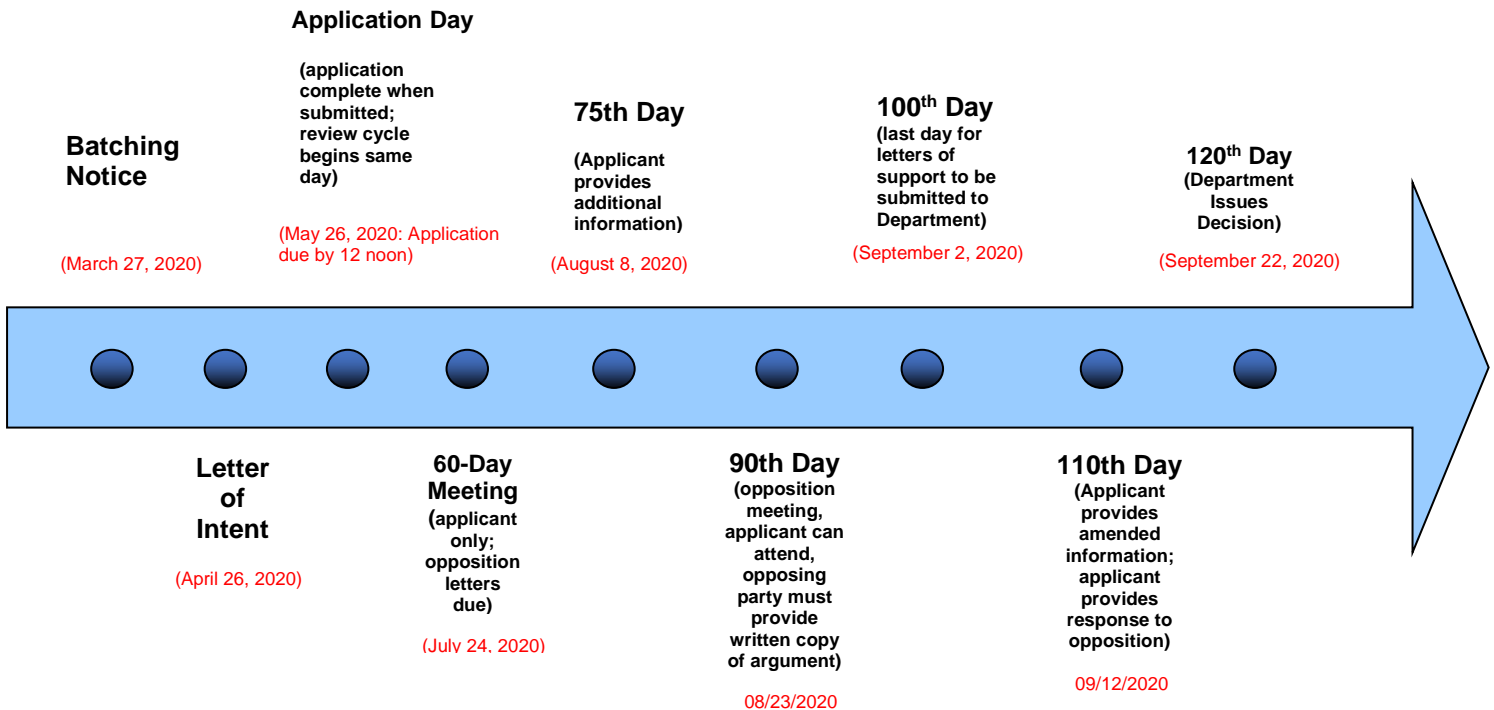 Application Day
(application
complete when
submitted;
review cycle
begins same
day)
(May 26, 2020: Application
due by 12 noon)
Batching
Notice
(March 27, 2020)
75th Day
(Applicant
provides
additional
information)
(August 8, 2020)
100th Day
(last day for
letters of
support to be
submitted to
Department)
(September 2, 2020)
120th Day
(Department
Issues
Decision)
(September 22, 2020)
Letter
of
Intent
(April 26, 2020)
60-Day
Meeting
(applicant
only;
opposition
letters
due)
(July 24, 2020)
90th Day
(opposition
meeting,
applicant can
attend,
opposing
party must
provide
written copy
of argument)
08/23/2020
110th Day
(Applicant
provides
amended
information;
applicant
provides
response to
opposition)
09/12/2020